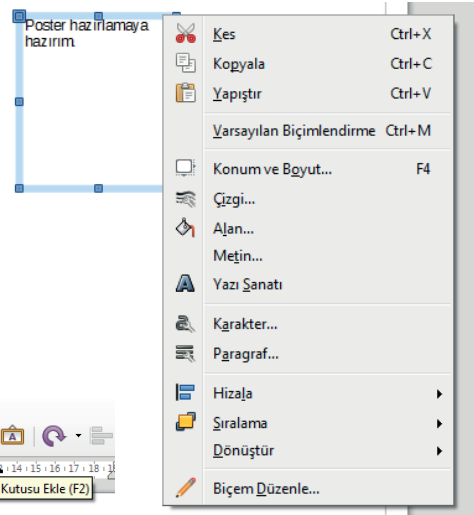 Poster hazırlamaya
hazırım.
Kes Ctrl+X
Kopyala Ctrl+C
Yapıştır Ctrl+V
Varsayılan Biçimlendirme Ctrl+M
Konum ve Boyut... F4
Çizgi...
Alan...
Metin...
Yazı Sanatı
Karakter...
Paragraf...
Hizala
Sıralama
Dönüştür
Biçem Düzenle...
14 15 16 17 18
Kutusu Ekle (F2)